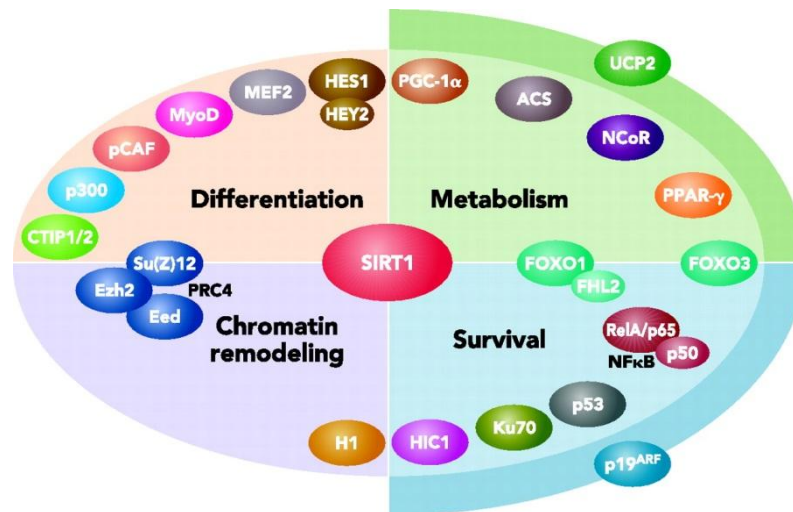 UCP2
HES1
HEY2
PGC-1α
MEF2
ACS
MyoD
NCoR
pCAF
p300
PPAR-γ
Differentiation
Metabolism
CTIP1/2
Su(Z)12
SIRT1
FOXO1
FHL2
FOXO3
Ezh2
PRC4
Eed
Chromatin
remodeling
Survival
RelA/p65
p50
NFκB
p53
Ku70
H1
HIC1
p19ARF